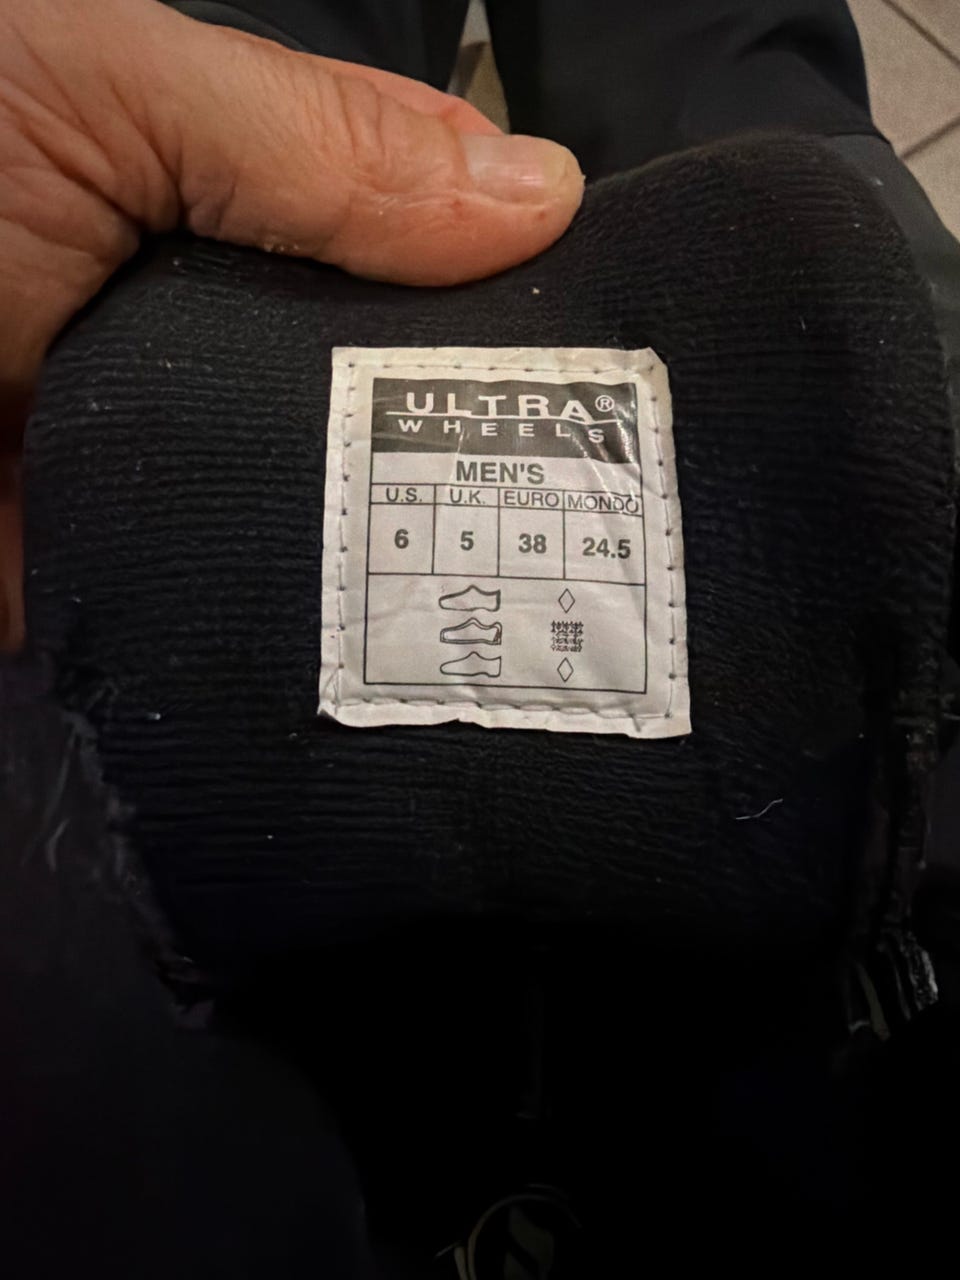 ULTRA®
WHEELS
MEN'S
U.S. U.K. EURO MONDO
6 5 38 24.5